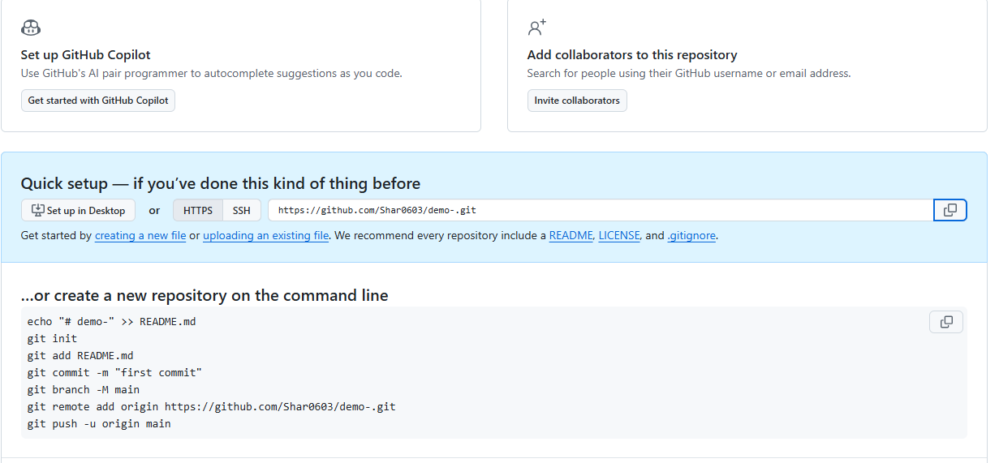 Set up GitHub Copilot
Use GitHub's AI pair programmer to autocomplete suggestions as you code.
Get started with GitHub Copilot
Add collaborators to this repository
Search for people using their GitHub username or email address.
Invite collaborators
Quick setup — if you’ve done this kind of thing before
Set up in Desktop or HTTPS SSH https://github.com/Shar0603/demo-.git
Get started by creating a new file or uploading an existing file. We recommend every repository include a README, LICENSE, and .gitignore.
…or create a new repository on the command line
echo "# demo-" >> README.md
git init
git add README.md
git commit -m "first commit"
git branch -M main
git remote add origin https://github.com/Shar0603/demo-.git
git push -u origin main